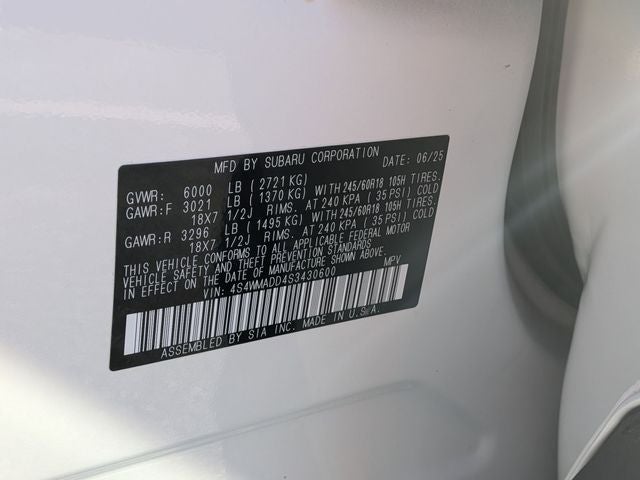 MFD BY SUBARU CORPORATION DATE: 06/25
GVWR: 6000 LB ( 2721 KG)
GAWR:F 3021 LB ( 1370 KG) WITH 245/60R18 105H TIRES.
18X7 1/2J RIMS. AT 240 KPA ( 35 PSI) COLD
GAWR:R 3296 LB ( 1495 KG) WITH 245/60R18 105H TIRES.
18X7 1/2J RIMS. AT 240 KPA ( 35 PSI) COLD
THIS VEHICLE CONFORMS TO ALL APPLICABLE FEDERAL MOTOR
VEHICLE SAFETY AND THEFT PREVENTION STANDARDS
IN EFFECT ON THE DATE OF MANUFACTURE SHOWN ABOVE.
VIN: 4S4WMADD4S3430600 MPV
ASSEMBLED BY SIA INC. MADE IN U.S.A.